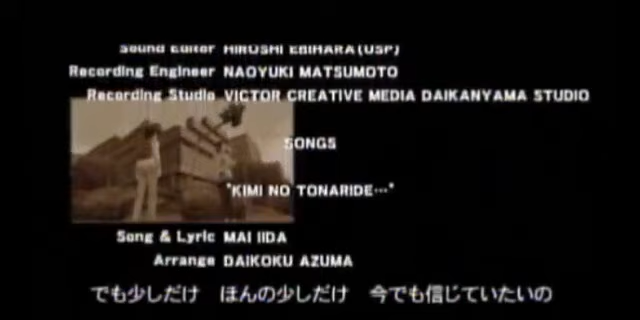 Sound Editor HIROSHI EBIHARA (USP)
Recording Engineer NAOYUKI MATSUMOTO
Recording Studio VICTOR CREATIVE MEDIA DAIKANYAMA STUDIO
SONGS
"KIMI NO TONARIDE…"
Song & Lyric MAI IIDA
Arrange DAIKOKU AZUMA
でも少しだけ ほんの少しだけ 今でも信じていたいの